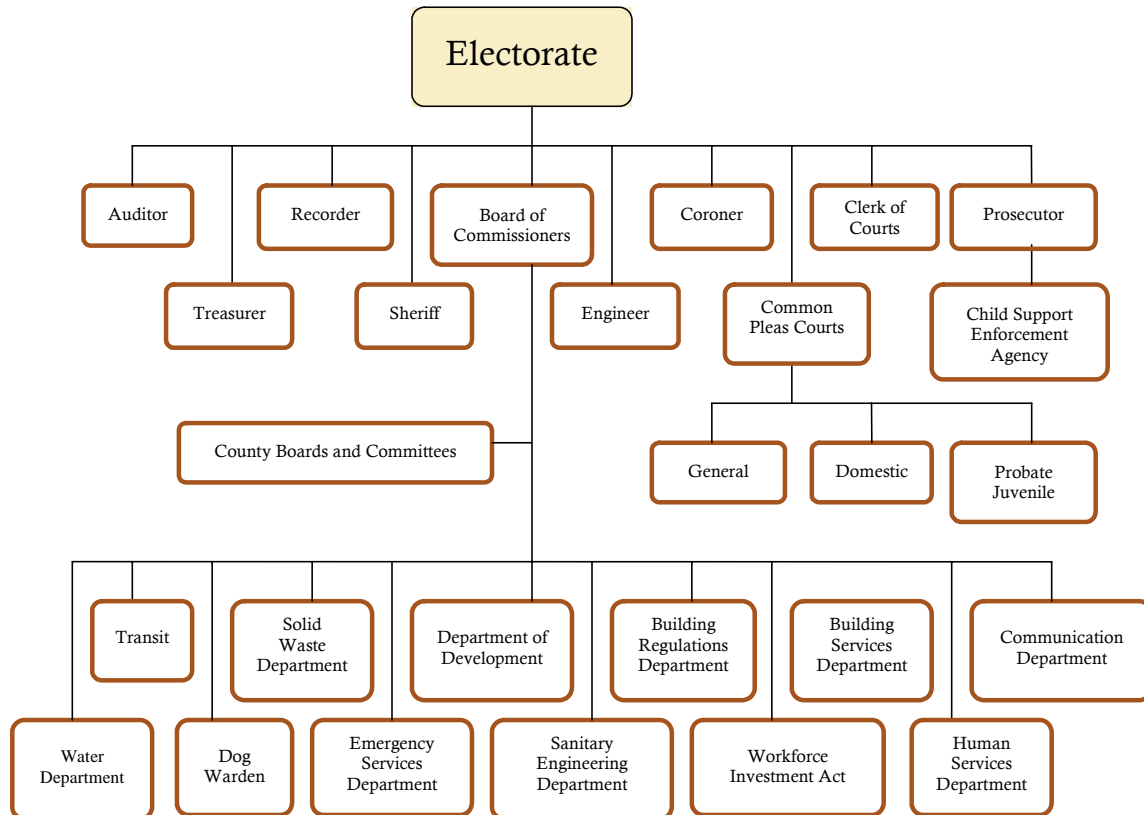 Electorate
Auditor
Recorder
Board of
Commissioners
Coroner
Clerk of
Courts
Prosecutor
Treasurer
Sheriff
Engineer
Common
Pleas Courts
Child Support
Enforcement
Agency
County Boards and Committees
General
Domestic
Probate
Juvenile
Transit
Solid
Waste
Department
Department of
Development
Building
Regulations
Department
Building
Services
Department
Communication
Department
Water
Department
Dog
Warden
Emergency
Services
Department
Sanitary
Engineering
Department
Workforce
Investment Act
Human
Services
Department